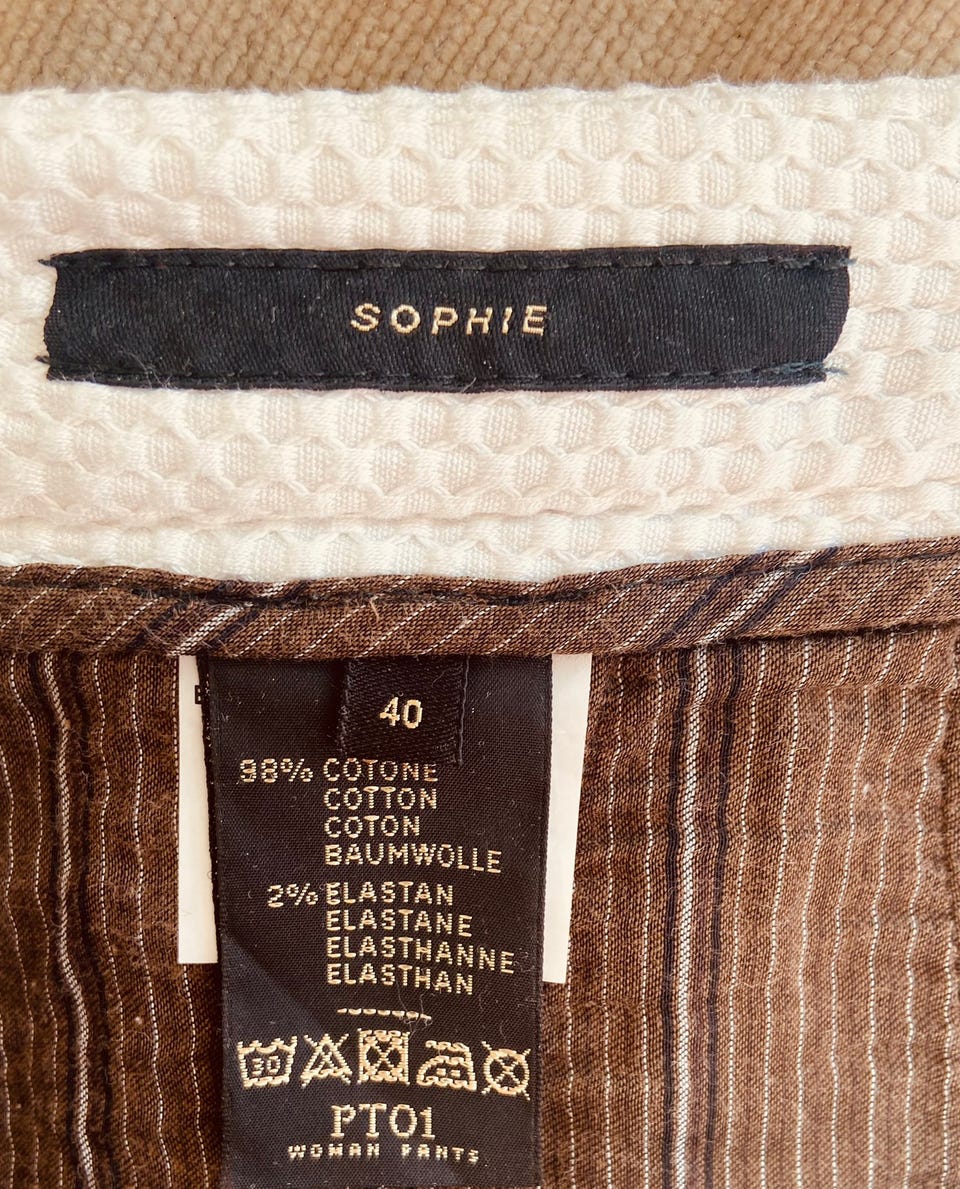 SOPHIE
40
98% COTONE
COTTON
COTON
BAUMWOLLE
2% ELASTAN
ELASTANE
ELASTHANNE
ELASTHAN
30
PT01
WOMAN PANTS